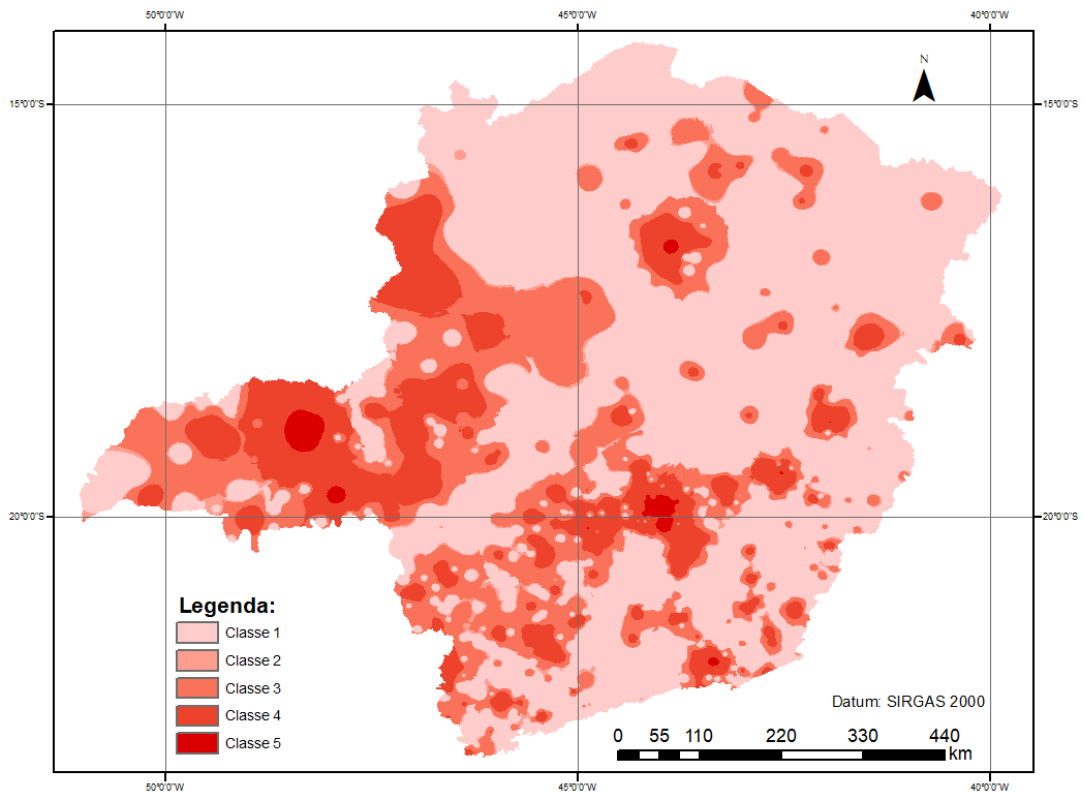 50°0'0"W 45°0'0"W 40°0'0"W
N
15°0'0"S 15°0'0"S
20°0'0"S 20°0'0"S
Legenda:
Classe 1
Classe 2
Classe 3
Classe 4
Classe 5
Datum: SIRGAS 2000
0 55 110 220 330 440
km
50°0'0"W 45°0'0"W 40°0'0"W